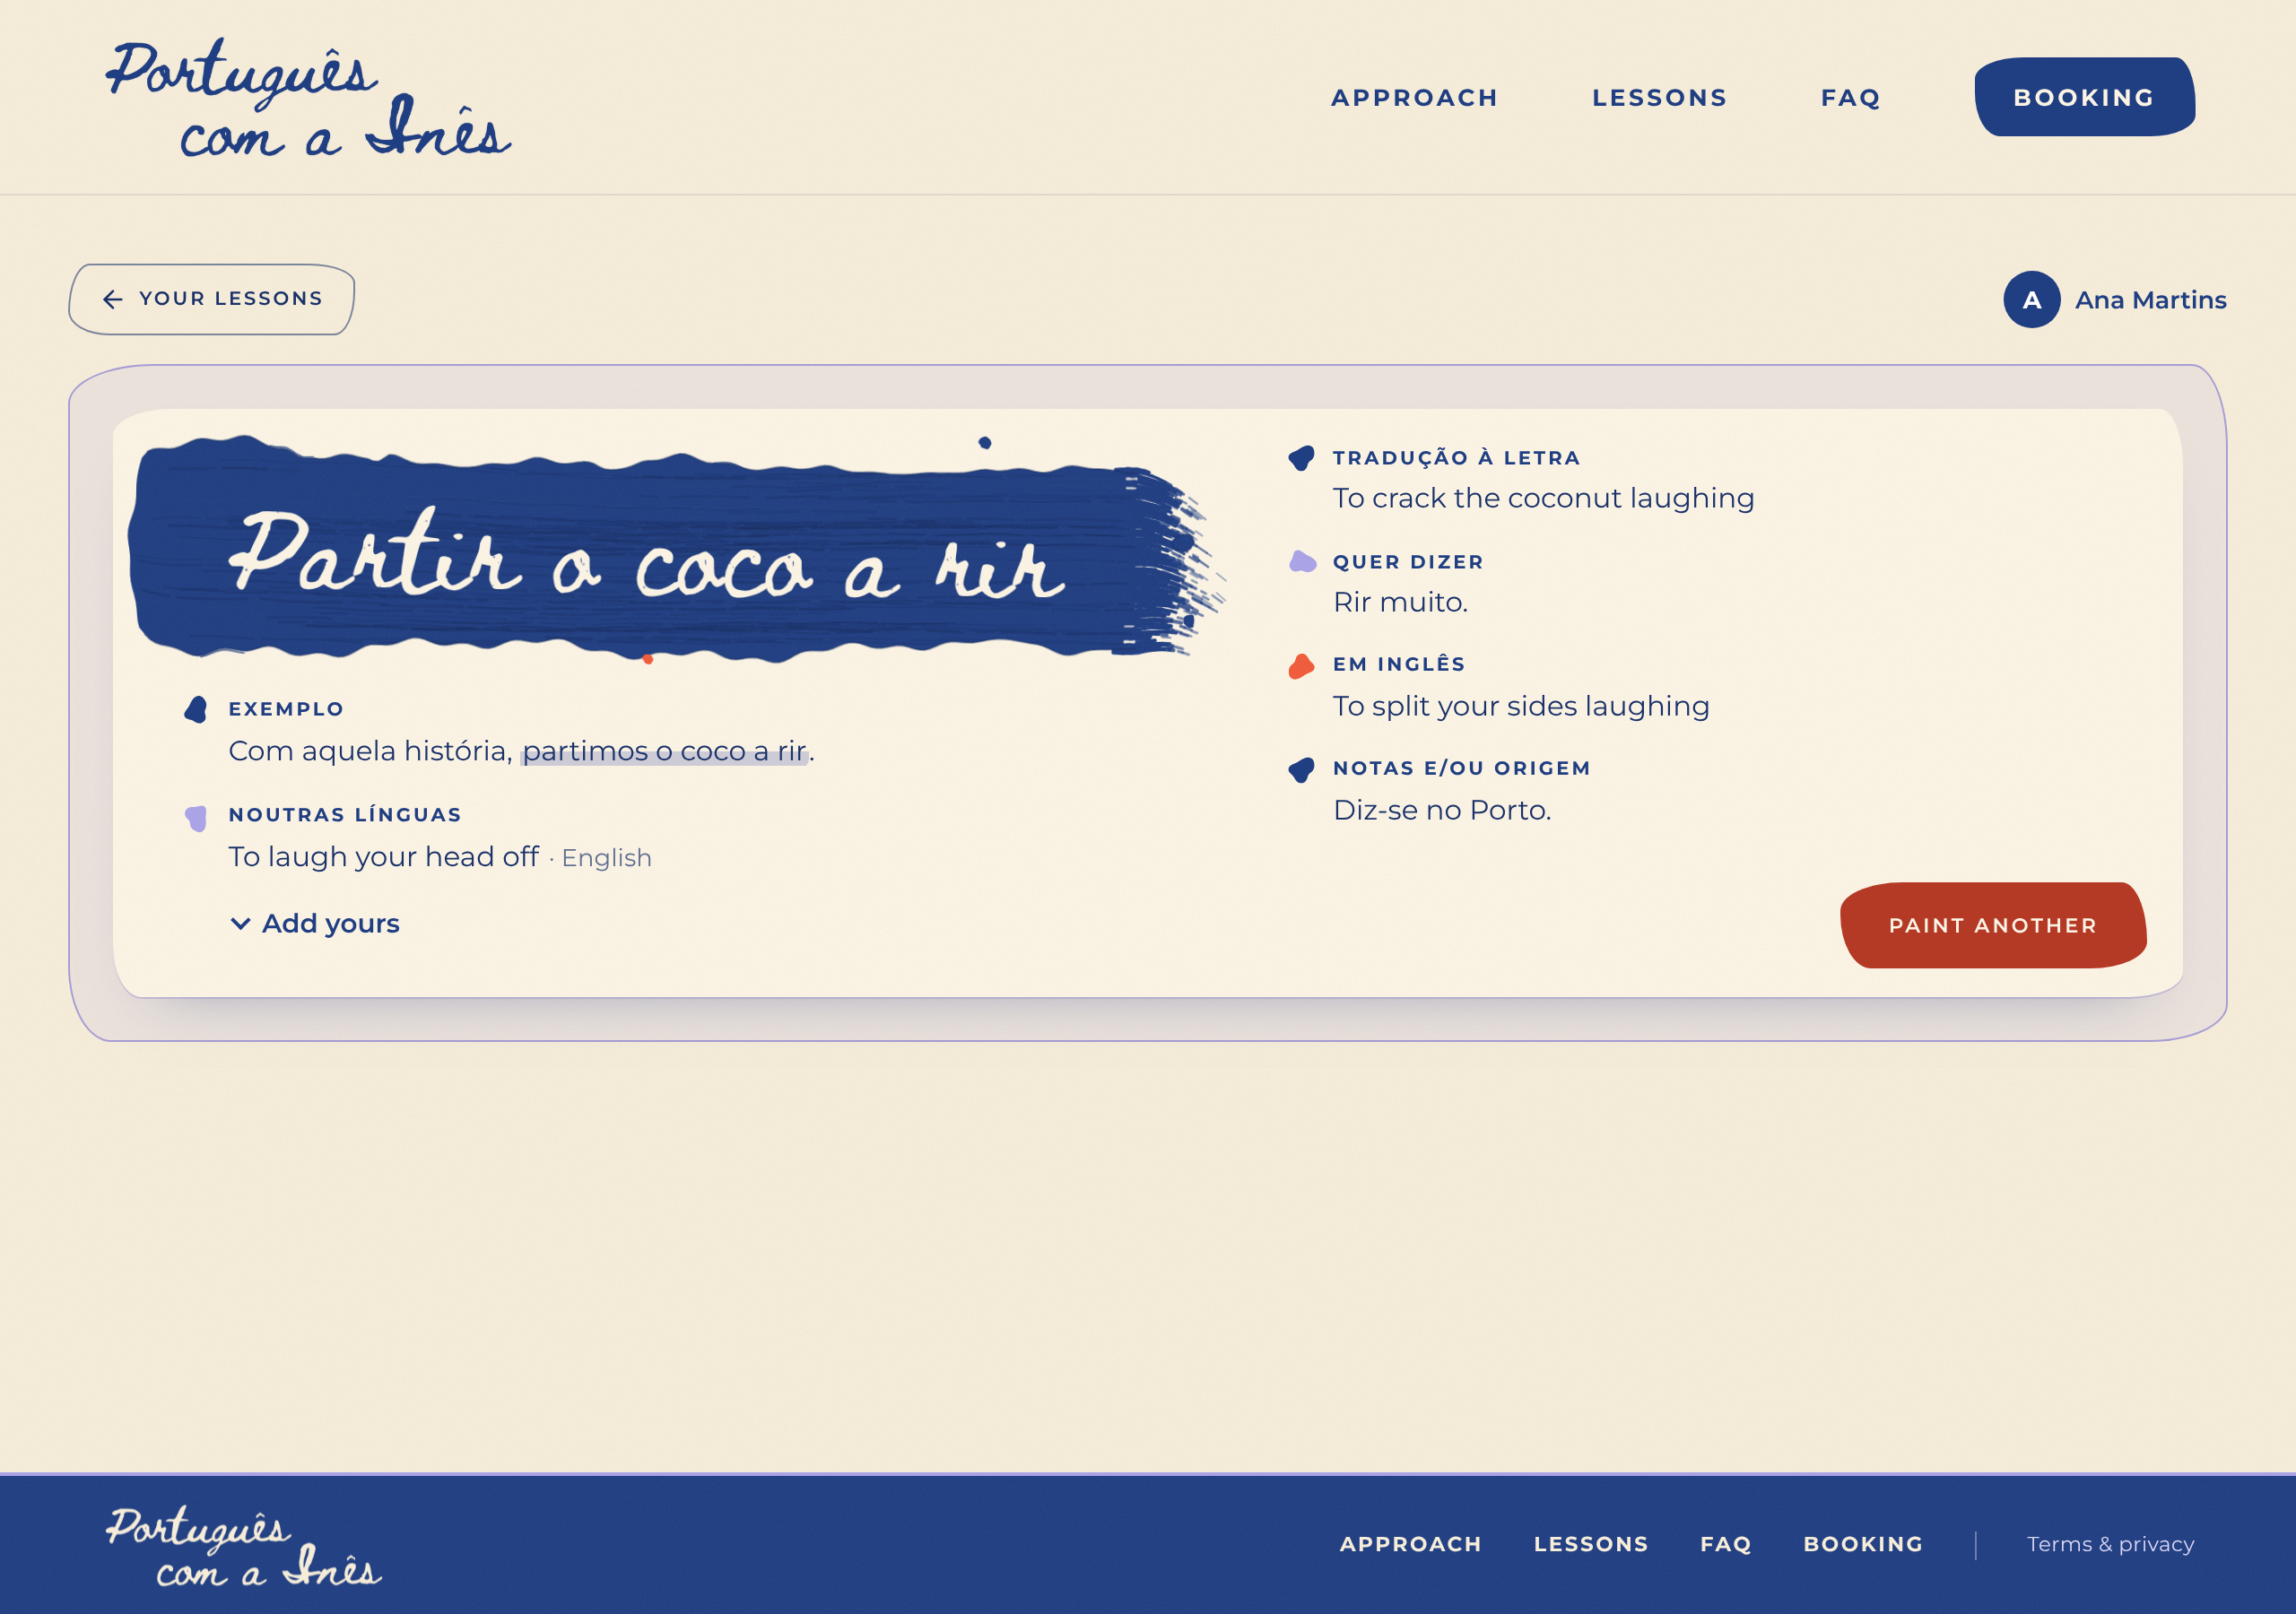 Português
com a Inês
APPROACH
LESSONS
FAQ
BOOKING
YOUR LESSONS
A
Ana Martins
Partir o coco a rir
EXEMPLO
Com aquela história, partimos o coco a rir.
NOUTRAS LÍNGUAS
To laugh your head off · English
Add yours
TRADUÇÃO À LETRA
To crack the coconut laughing
QUER DIZER
Rir muito.
EM INGLÊS
To split your sides laughing
NOTAS E/OU ORIGEM
Diz-se no Porto.
PAINT ANOTHER
Português
com a Inês
APPROACH
LESSONS
FAQ
BOOKING
Terms & privacy